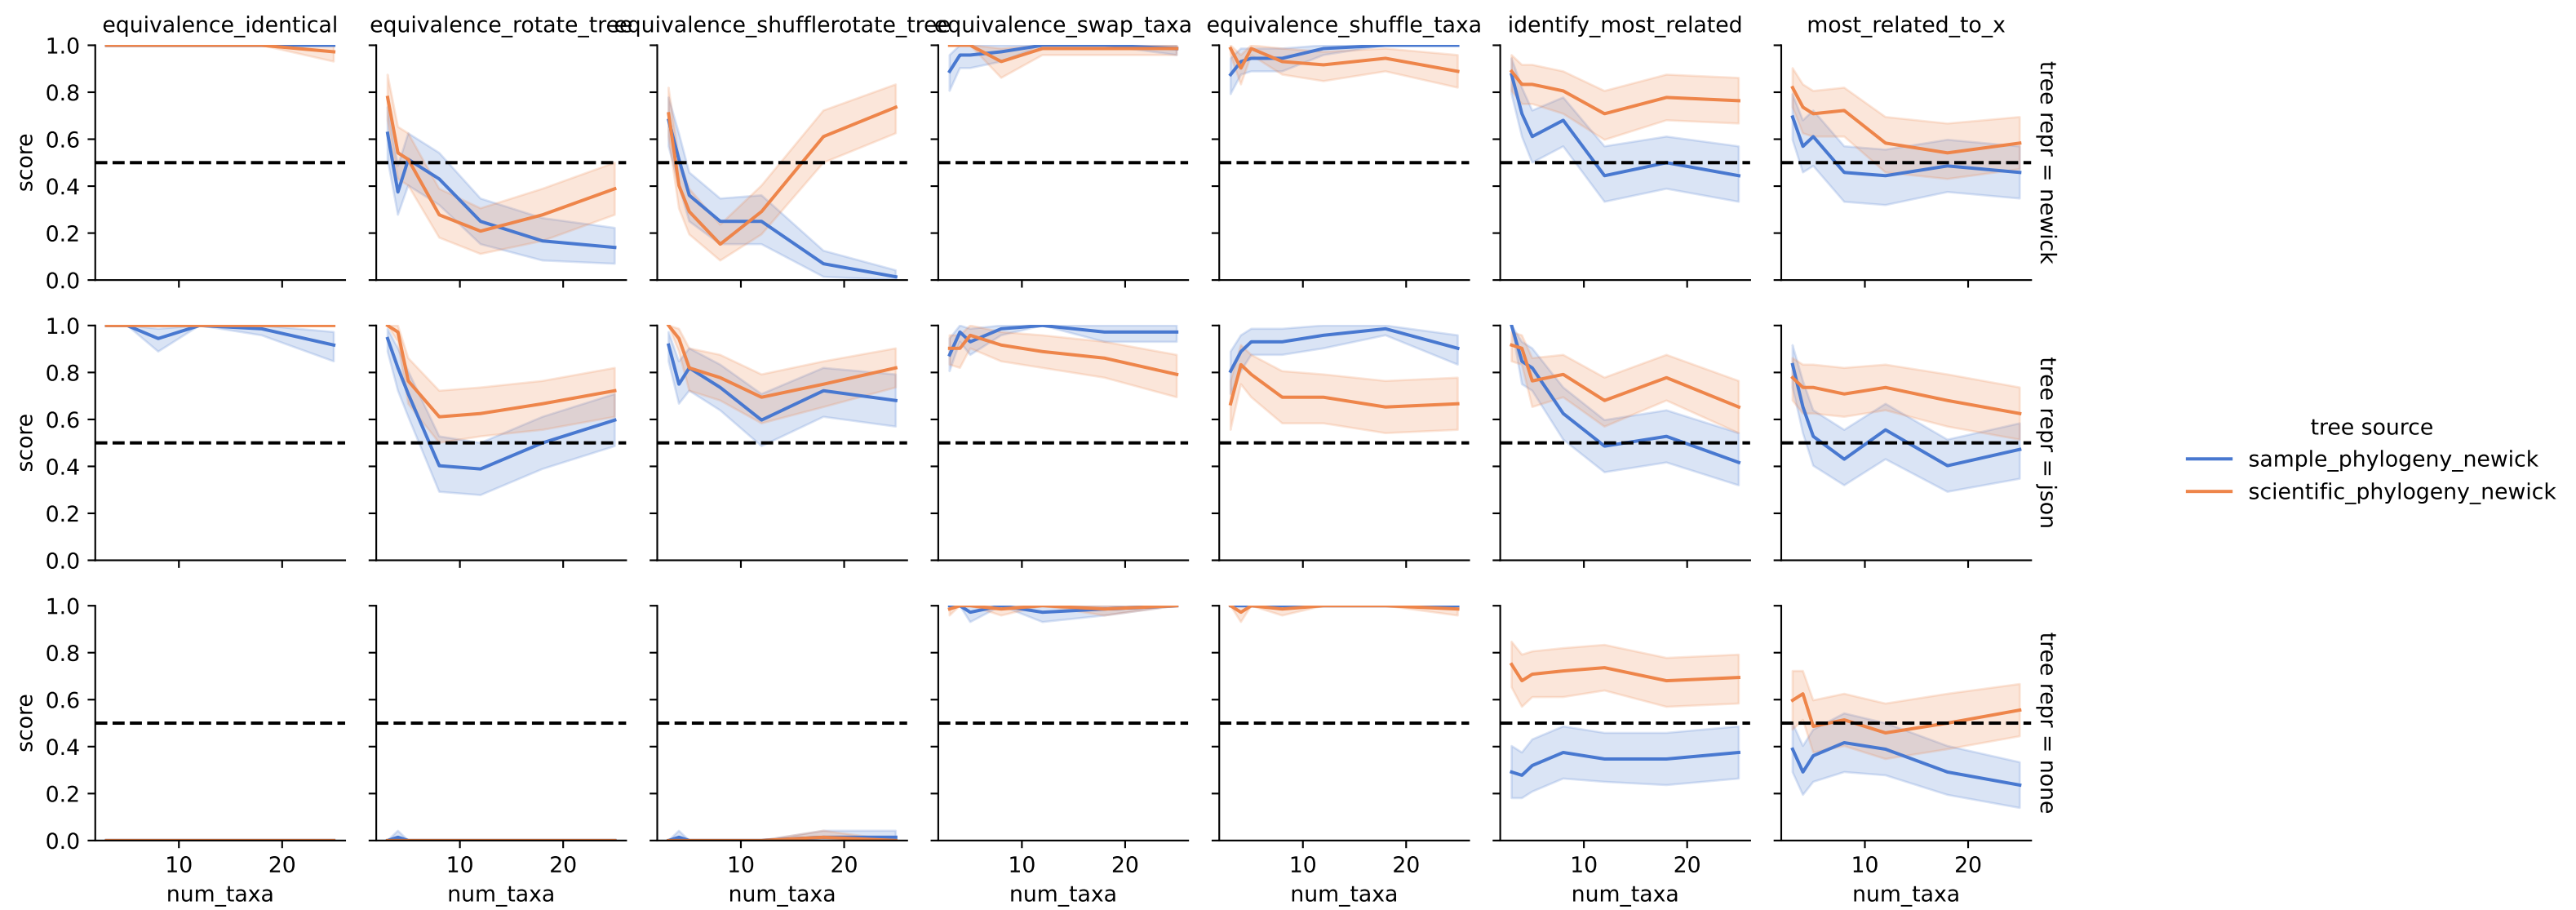 equivalence_identical
equivalence_rotate_tree
equivalence_shufflerotate_tree
equivalence_swap_taxa
equivalence_shuffle_taxa
identify_most_related
most_related_to_x
1.0
0.8
0.6
0.4
0.2
0.0
score
tree repr = newick
1.0
0.8
0.6
0.4
0.2
0.0
score
tree repr = json
tree source
sample_phylogeny_newick
scientific_phylogeny_newick
1.0
0.8
0.6
0.4
0.2
0.0
score
tree repr = none
10 20
num_taxa
10 20
num_taxa
10 20
num_taxa
10 20
num_taxa
10 20
num_taxa
10 20
num_taxa
10 20
num_taxa